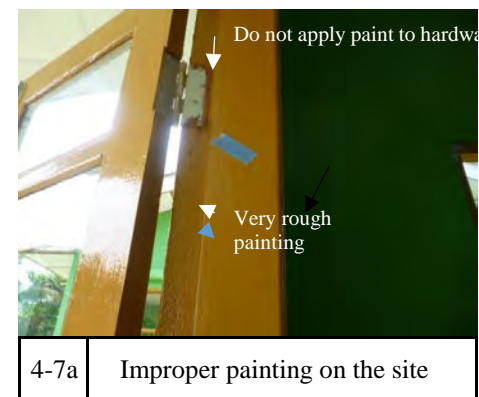 Do not apply paint to hardwa
Very rough
painting
4-7a Improper painting on the site